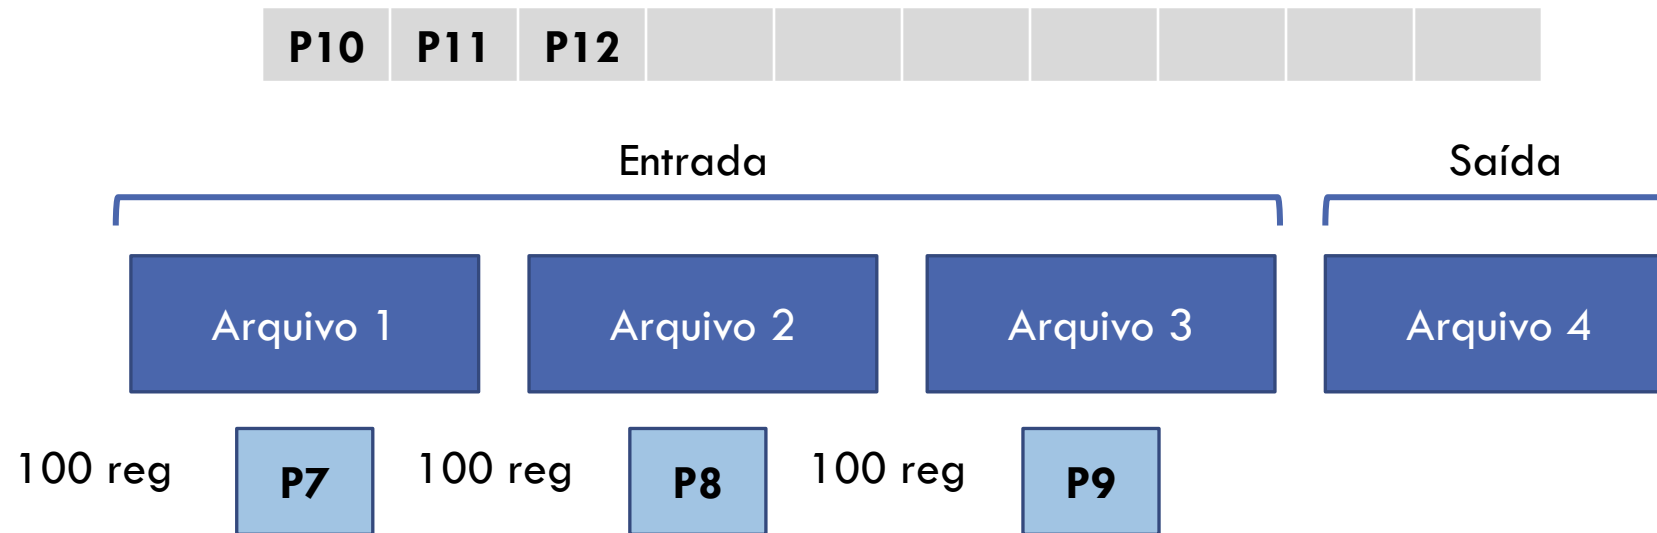 P10 P11 P12
Entrada Saída
Arquivo 1 Arquivo 2 Arquivo 3 Arquivo 4
100 reg P7 100 reg P8 100 reg P9